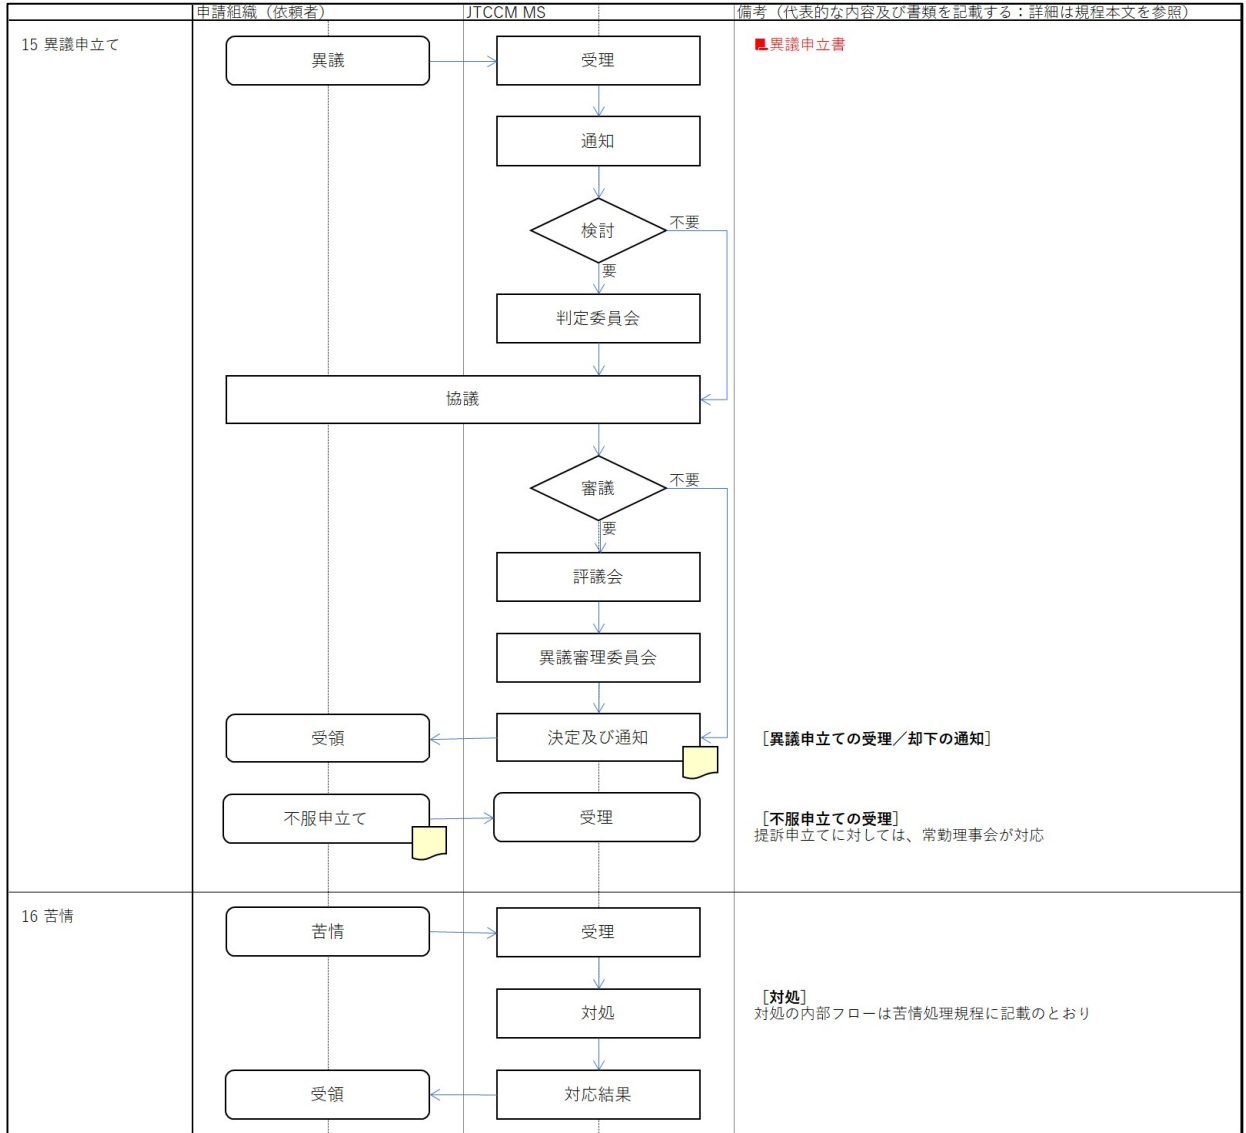 申請組織（依頼者）
JTCCM MS
備考（代表的な内容及び書類を記載する：詳細は規程本文を参照）
15 異議申立て
異議
受理
異議申立書
通知
検討
不要
要
判定委員会
協議
審議
不要
要
評議会
異議審理委員会
受領
決定及び通知
［異議申立ての受理／却下の通知］
不服申立て
受理
［不服申立ての受理］
提訴申立てに対しては、常勤理事会が対応
16 苦情
苦情
受理
対処
［対処］
対処の内部フローは苦情処理規程に記載のとおり
受領
対応結果